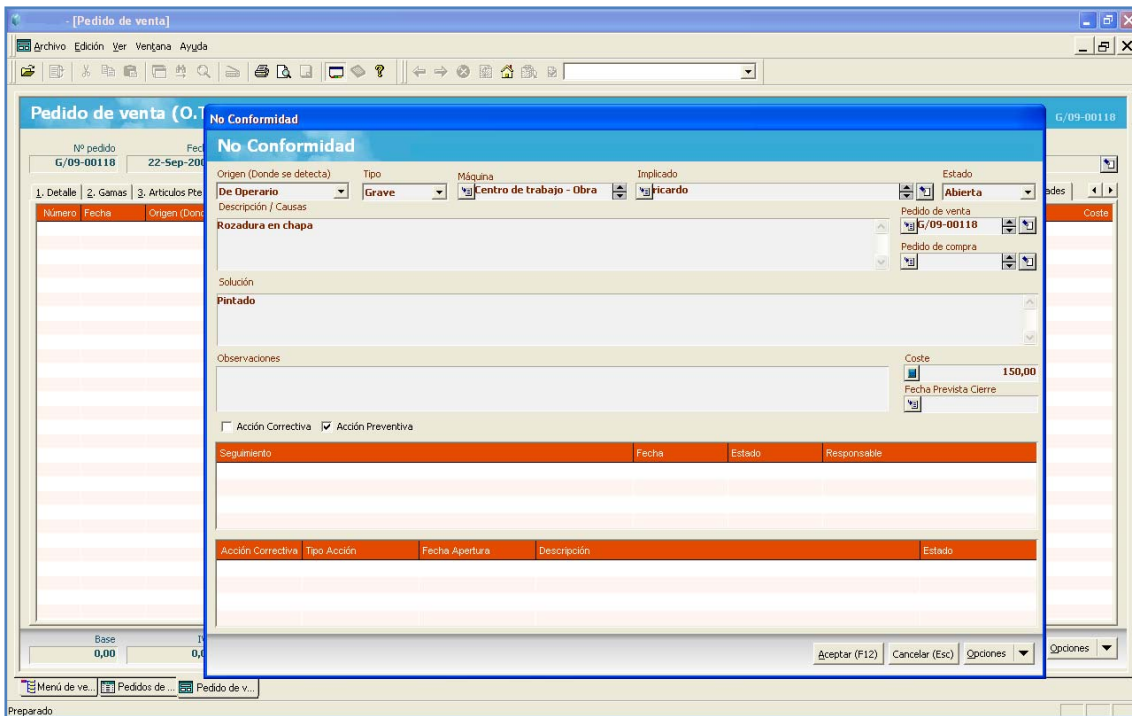 - [Pedido de venta]
Archivo Edición Ver Ventana Ayuda
Pedido de venta (O.T
G/09-00118
Nº pedido Fech
G/09-00118 22-Sep-200
1. Detalle 2. Gamas 3. Articulos Pte ades
Número Fecha Origen (Dond Coste
No Conformidad
No Conformidad
Origen (Donde se detecta) Tipo Máquina Implicado Estado
De Operario Grave Centro de trabajo - Obra ricardo Abierta
Descripción / Causas Pedido de venta
Rozadura en chapa G/09-00118
Pedido de compra
Solución
Pintado
Observaciones Coste
150,00
Fecha Prevista Cierre
Acción Correctiva Acción Preventiva
Seguimiento Fecha Estado Responsable
Acción Correctiva Tipo Acción Fecha Apertura Descripción Estado
Aceptar (F12) Cancelar (Esc) Opciones
Base
0,00 0,0
Opciones
Menú de ve... Pedidos de ... Pedido de v...
Preparado